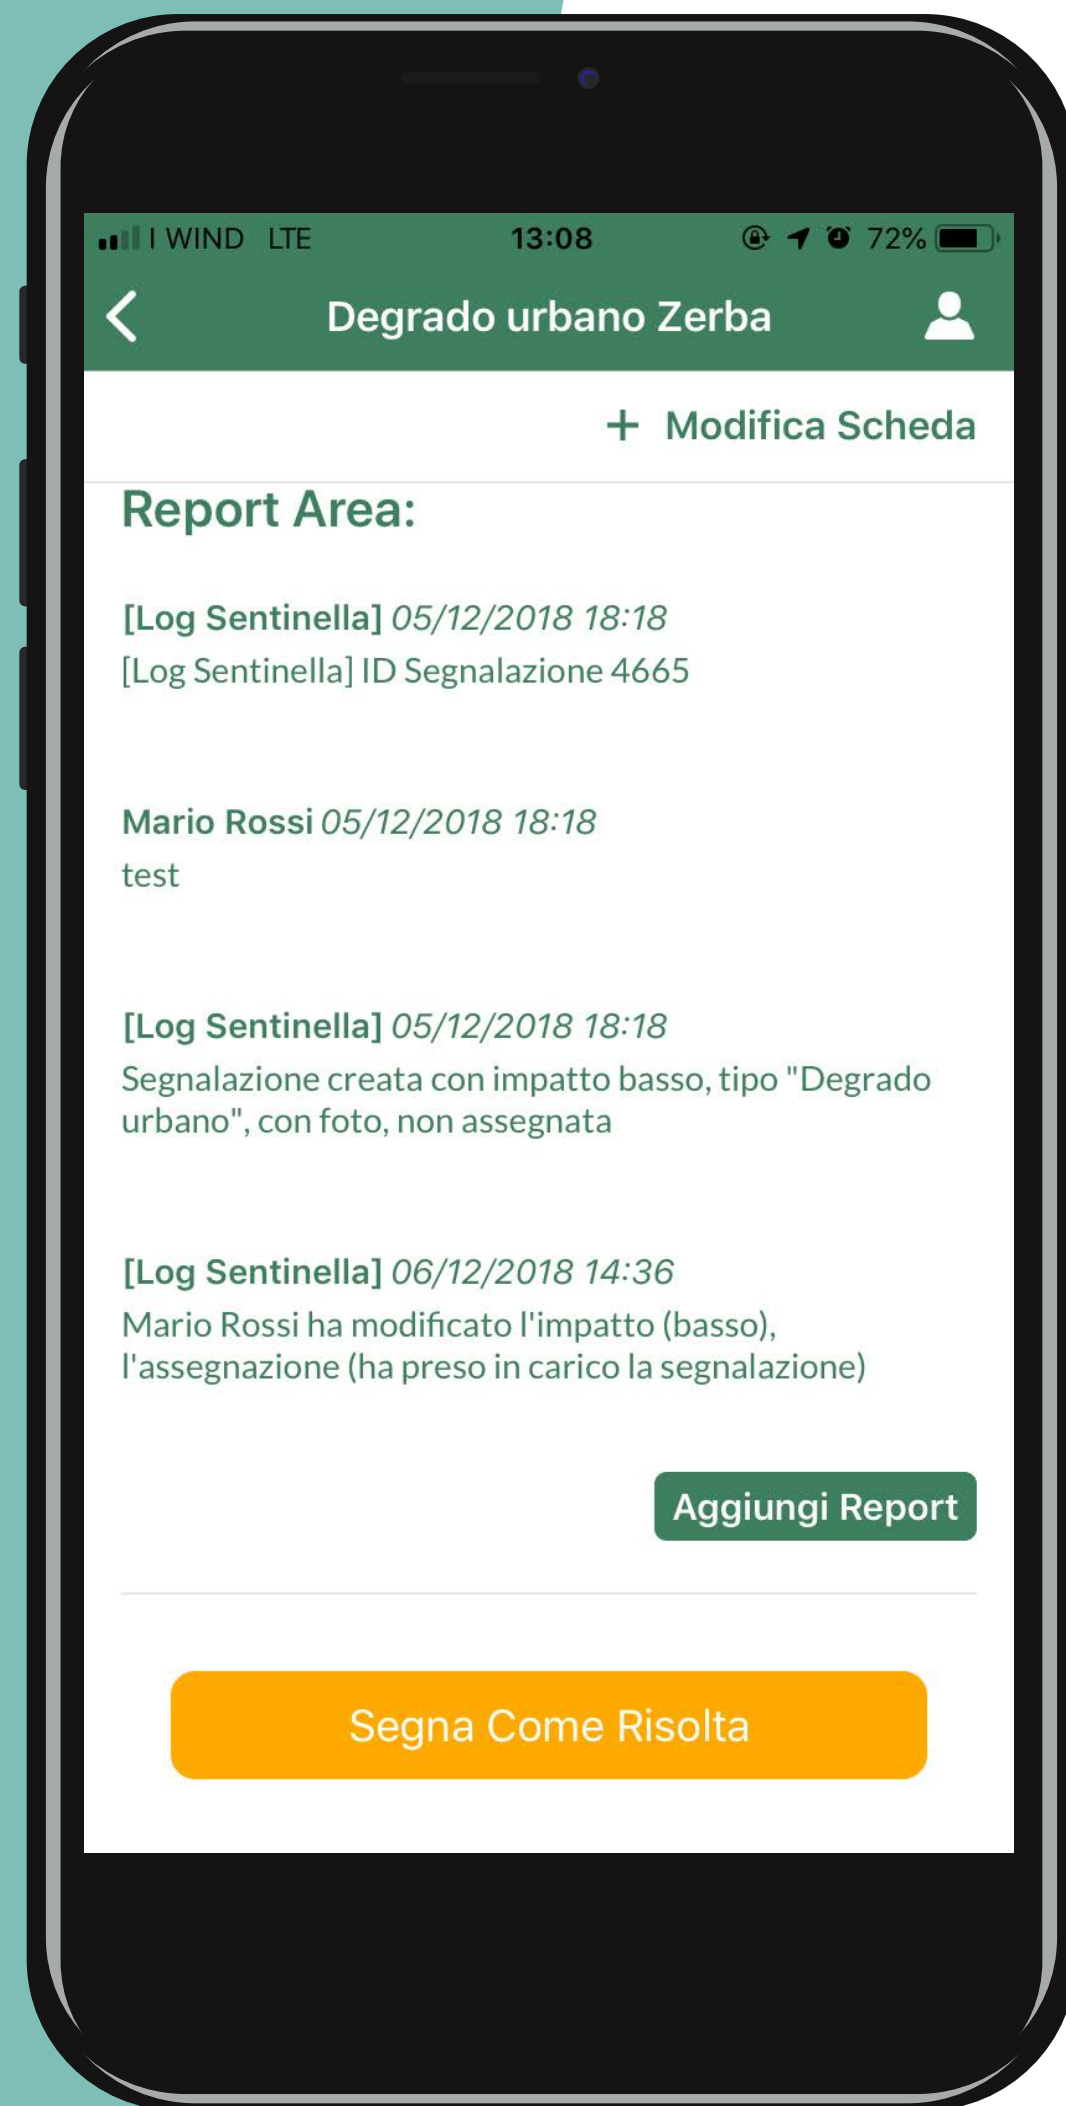 I WIND LTE 13:08 72%
Degrado urbano Zerba
+ Modifica Scheda
Report Area:
[Log Sentinella] 05/12/2018 18:18
[Log Sentinella] ID Segnalazione 4665
Mario Rossi 05/12/2018 18:18
test
[Log Sentinella] 05/12/2018 18:18
Segnalazione creata con impatto basso, tipo "Degrado
urbano", con foto, non assegnata
[Log Sentinella] 06/12/2018 14:36
Mario Rossi ha modificato l'impatto (basso),
l'assegnazione (ha preso in carico la segnalazione)
Aggiungi Report
Segna Come Risolta